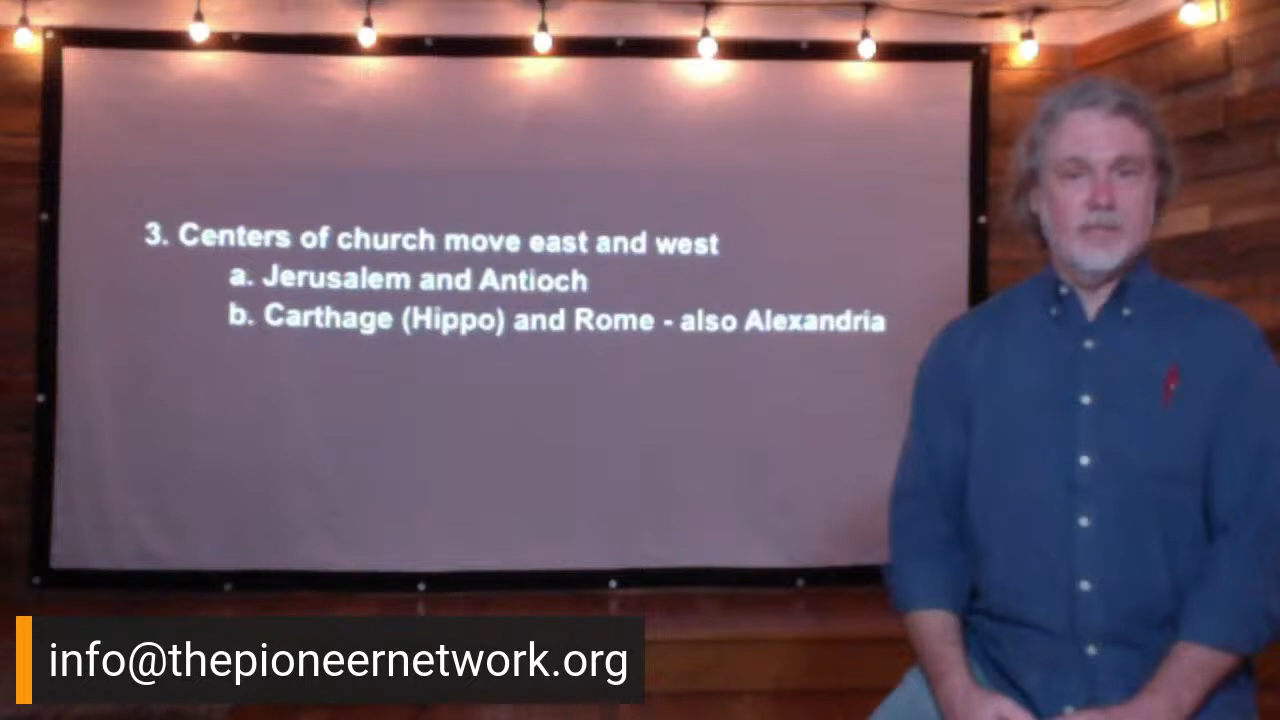 3. Centers of church move east and west
a. Jerusalem and Antioch
b. Carthage (Hippo) and Rome - also Alexandria
info@thepioneernetwork.org